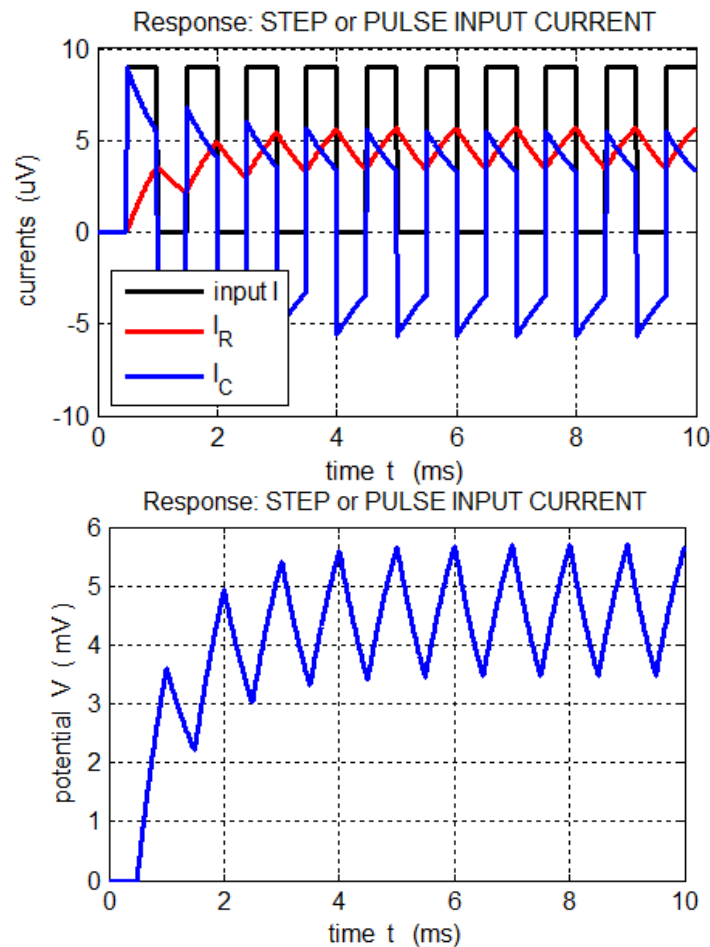 Response: STEP or PULSE INPUT CURRENT
10
5
0
-5
-10
currents (uV)
input I
I_R
I_C
0 2 4 6 8 10
time t (ms)
Response: STEP or PULSE INPUT CURRENT
6
5
4
3
2
1
0
potential V ( mV )
0 2 4 6 8 10
time t (ms)